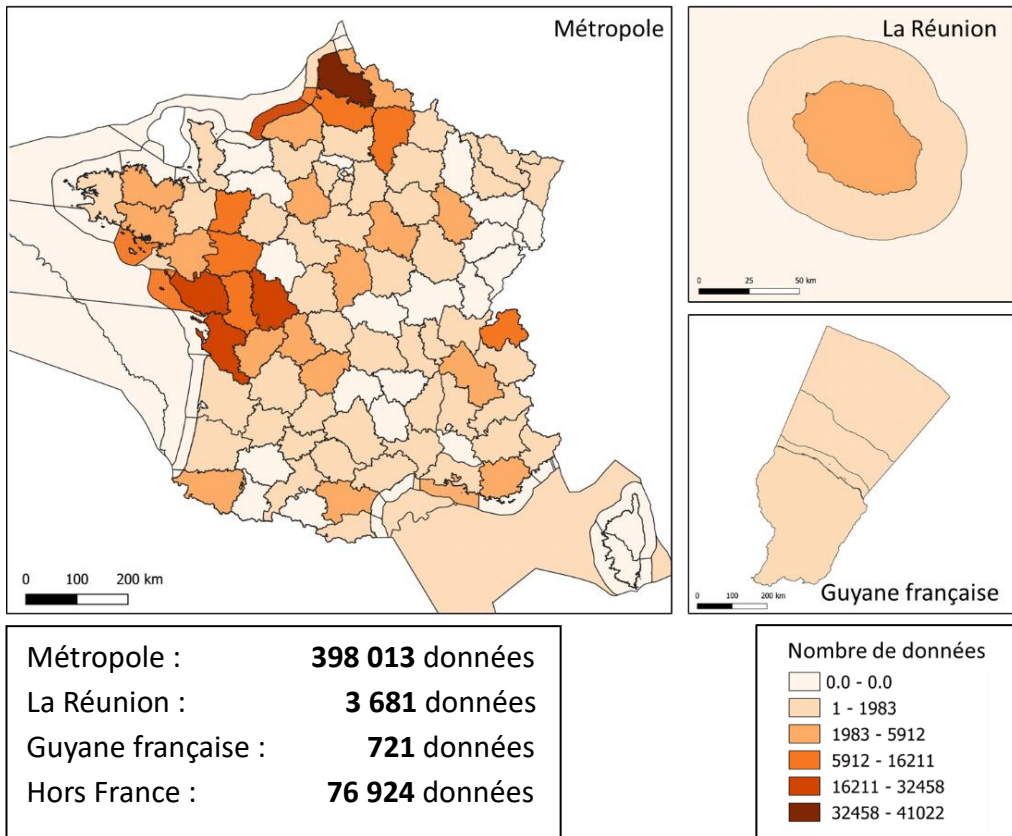 Métropole
0 100 200 km
La Réunion
0 25 50 km
Guyane française
0 100 200 km
Métropole : 398 013 données
La Réunion : 3 681 données
Guyane française : 721 données
Hors France : 76 924 données
Nombre de données
0.0 - 0.0
1 - 1983
1983 - 5912
5912 - 16211
16211 - 32458
32458 - 41022